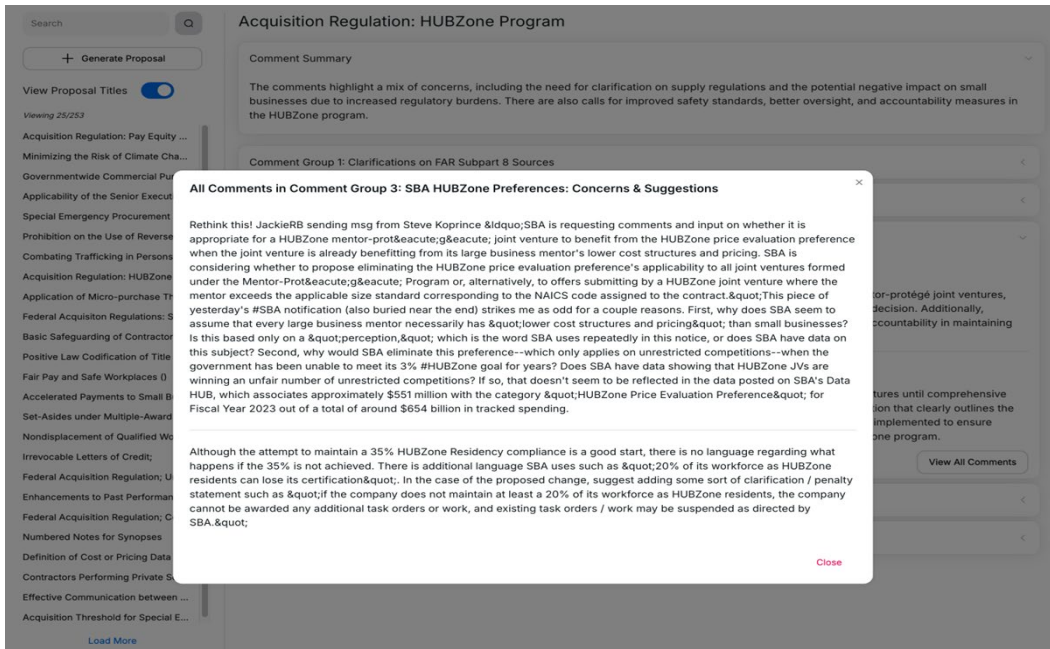 Search
Generate Proposal
View Proposal Titles
Viewing 25/253
Acquisition Regulation: Pay Equity ...
Minimizing the Risk of Climate Cha...
Governmentwide Commercial Pur
Applicability of the Senior Execut
Special Emergency Procurement
Prohibition on the Use of Reverse
Combating Trafficking in Persons
Acquisition Regulation: HUBZone
Application of Micro-purchase Th
Federal Acquisiton Regulations: S
Basic Safeguarding of Contractor
Positive Law Codification of Title
Fair Pay and Safe Workplaces ()
Accelerated Payments to Small B
Set-Asides under Multiple-Award
Nondisplacement of Qualified Wo
Irrevocable Letters of Credit;
Federal Acquisition Regulation; U
Enhancements to Past Performan
Federal Acquisition Regulation; C
Numbered Notes for Synopses
Definition of Cost or Pricing Data
Contractors Performing Private S
Effective Communication between ...
Acquisition Threshold for Special E...
Load More
Acquisition Regulation: HUBZone Program
Comment Summary
The comments highlight a mix of concerns, including the need for clarification on supply regulations and the potential negative impact on small
businesses due to increased regulatory burdens. There are also calls for improved safety standards, better oversight, and accountability measures in
the HUBZone program.
Comment Group 1: Clarifications on FAR Subpart 8 Sources
All Comments in Comment Group 3: SBA HUBZone Preferences: Concerns & Suggestions
Rethink this! JackieRB sending msg from Steve Koprince &ldquo;SBA is requesting comments and input on whether it is
appropriate for a HUBZone mentor-prot&eacute;g&eacute; joint venture to benefit from the HUBZone price evaluation preference
when the joint venture is already benefitting from its large business mentor's lower cost structures and pricing. SBA is
considering whether to propose eliminating the HUBZone price evaluation preference's applicability to all joint ventures formed
under the Mentor-Prot&eacute;g&eacute; Program or, alternatively, to offers submitting by a HUBZone joint venture where the
mentor exceeds the applicable size standard corresponding to the NAICS code assigned to the contract.&quot;This piece of
yesterday's #SBA notification (also buried near the end) strikes me as odd for a couple reasons. First, why does SBA seem to
assume that every large business mentor necessarily has &quot;lower cost structures and pricing&quot; than small businesses?
Is this based only on a &quot;perception,&quot; which is the word SBA uses repeatedly in this notice, or does SBA have data on
this subject? Second, why would SBA eliminate this preference--which only applies on unrestricted competitions--when the
government has been unable to meet its 3% #HUBZone goal for years? Does SBA have data showing that HUBZone JVs are
winning an unfair number of unrestricted competitions? If so, that doesn't seem to be reflected in the data posted on SBA's Data
HUB, which associates approximately $551 million with the category &quot;HUBZone Price Evaluation Preference&quot; for
Fiscal Year 2023 out of a total of around $654 billion in tracked spending.
Although the attempt to maintain a 35% HUBZone Residency compliance is a good start, there is no language regarding what
happens if the 35% is not achieved. There is additional language SBA uses such as &quot;20% of its workforce as HUBZone
residents can lose its certification&quot;. In the case of the proposed change, suggest adding some sort of clarification / penalty
statement such as &quot;if the company does not maintain at least a 20% of its workforce as HUBZone residents, the company
cannot be awarded any additional task orders or work, and existing task orders / work may be suspended as directed by
SBA.&quot;
Close
tor-protégé joint ventures,
decision. Additionally,
ccountability in maintaining
tures until comprehensive
tion that clearly outlines the
implemented to ensure
one program.
View All Comments